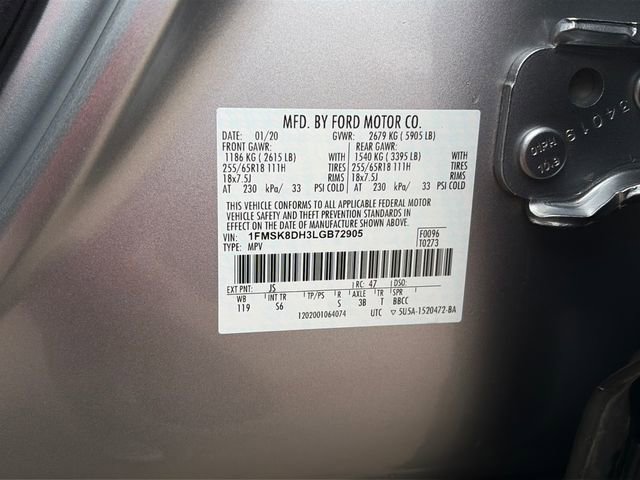 MFD. BY FORD MOTOR CO.
DATE: 01/20 GVWR: 2679 KG ( 5905 LB)
FRONT GAWR: REAR GAWR:
1186 KG ( 2615 LB) 1540 KG ( 3395 LB)
255/65R18 111H TIRES 255/65R18 111H TIRES
18x7.5J RIMS 18x7.5J RIMS
AT 230 kPa/ 33 PSI COLD AT 230 kPa/ 33 PSI COLD
THIS VEHICLE CONFORMS TO ALL APPLICABLE FEDERAL MOTOR
VEHICLE SAFETY AND THEFT PREVENTION STANDARDS IN
EFFECT ON THE DATE OF MANUFACTURE SHOWN ABOVE.
VIN: 1FMSK8DH3LGB72905 F0096
TYPE: MPV T0273
EXT PNT: JS RC: 47 DSO:
WB INT TR TP/PS R AXLE TR SPR
119 S6 S 3B T BBCC
1202001064074 UTC ▽ 5U5A-1520472-BA
34019